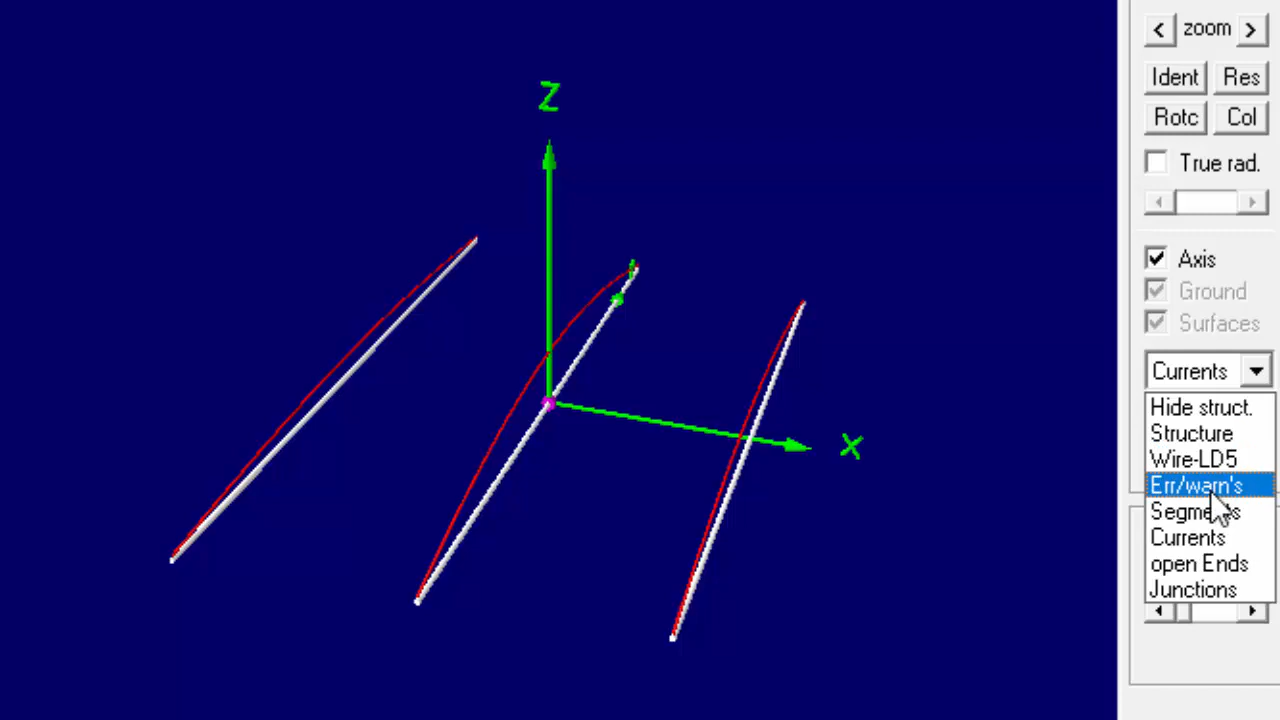 Z
X
< zoom >
Ident Res
Rotc Col
True rad.
Axis
Ground
Surfaces
Currents
Hide struct.
Structure
Wire-LD5
Err/warn's
Segments
Currents
open Ends
Junctions